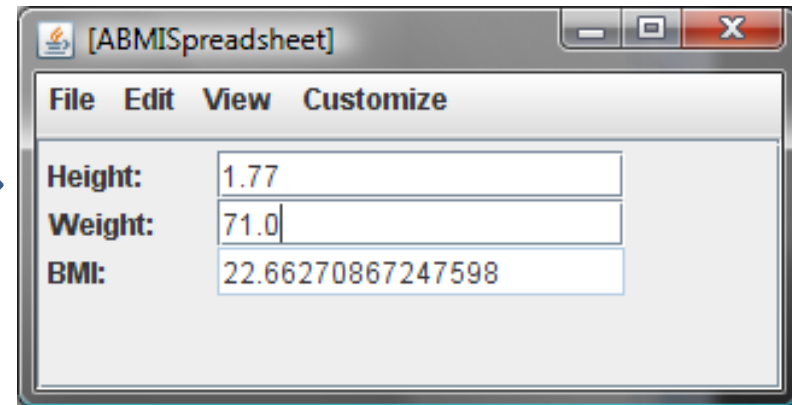 [ABMISpreadsheet]
File Edit View Customize
Height: 1.77
Weight: 71.0
BMI: 22.66270867247598